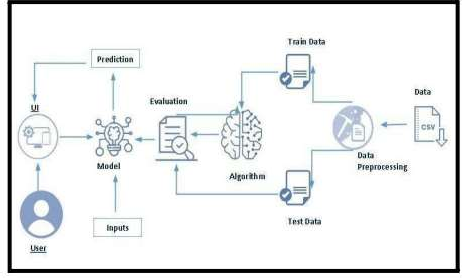 Train Data
Prediction
Data
UI
Evaluation
CSV
Model
Data
Preprocessing
Algorithm
Inputs
Test Data
User